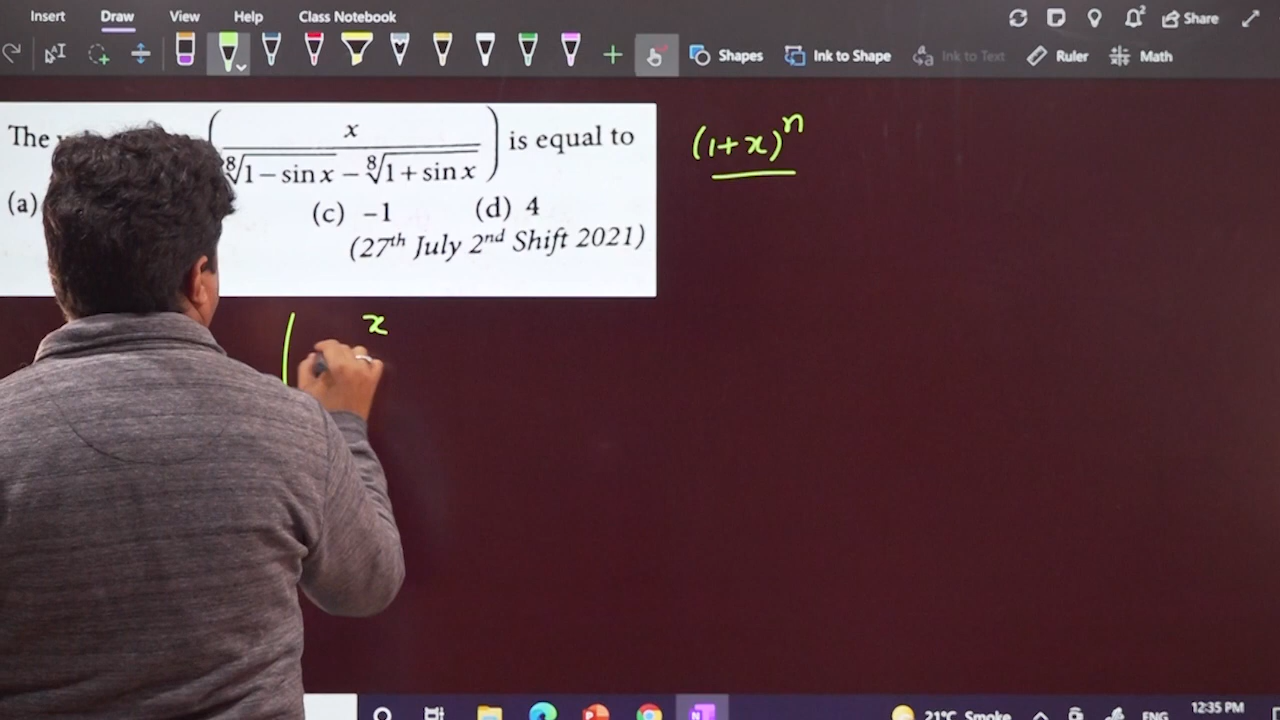 Insert Draw View Help Class Notebook Share
Shapes Ink to Shape Ink to Text Ruler Math
The ( x / ⁸√1 − sin x − ⁸√1 + sin x ) is equal to
(a) (c) −1 (d) 4
(27th July 2nd Shift 2021)
(1+x)^n
( x
21°C Smoke ENG 12:35 PM